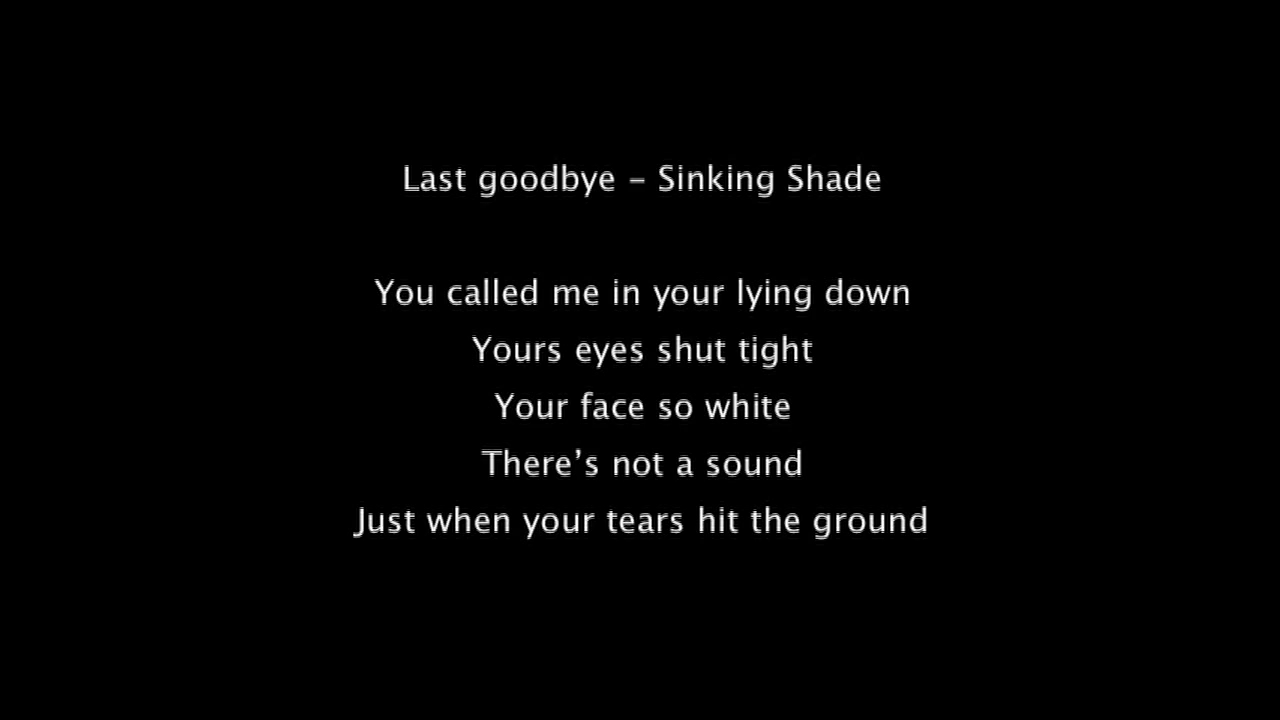 Last goodbye – Sinking Shade
You called me in your lying down
Yours eyes shut tight
Your face so white
There’s not a sound
Just when your tears hit the ground